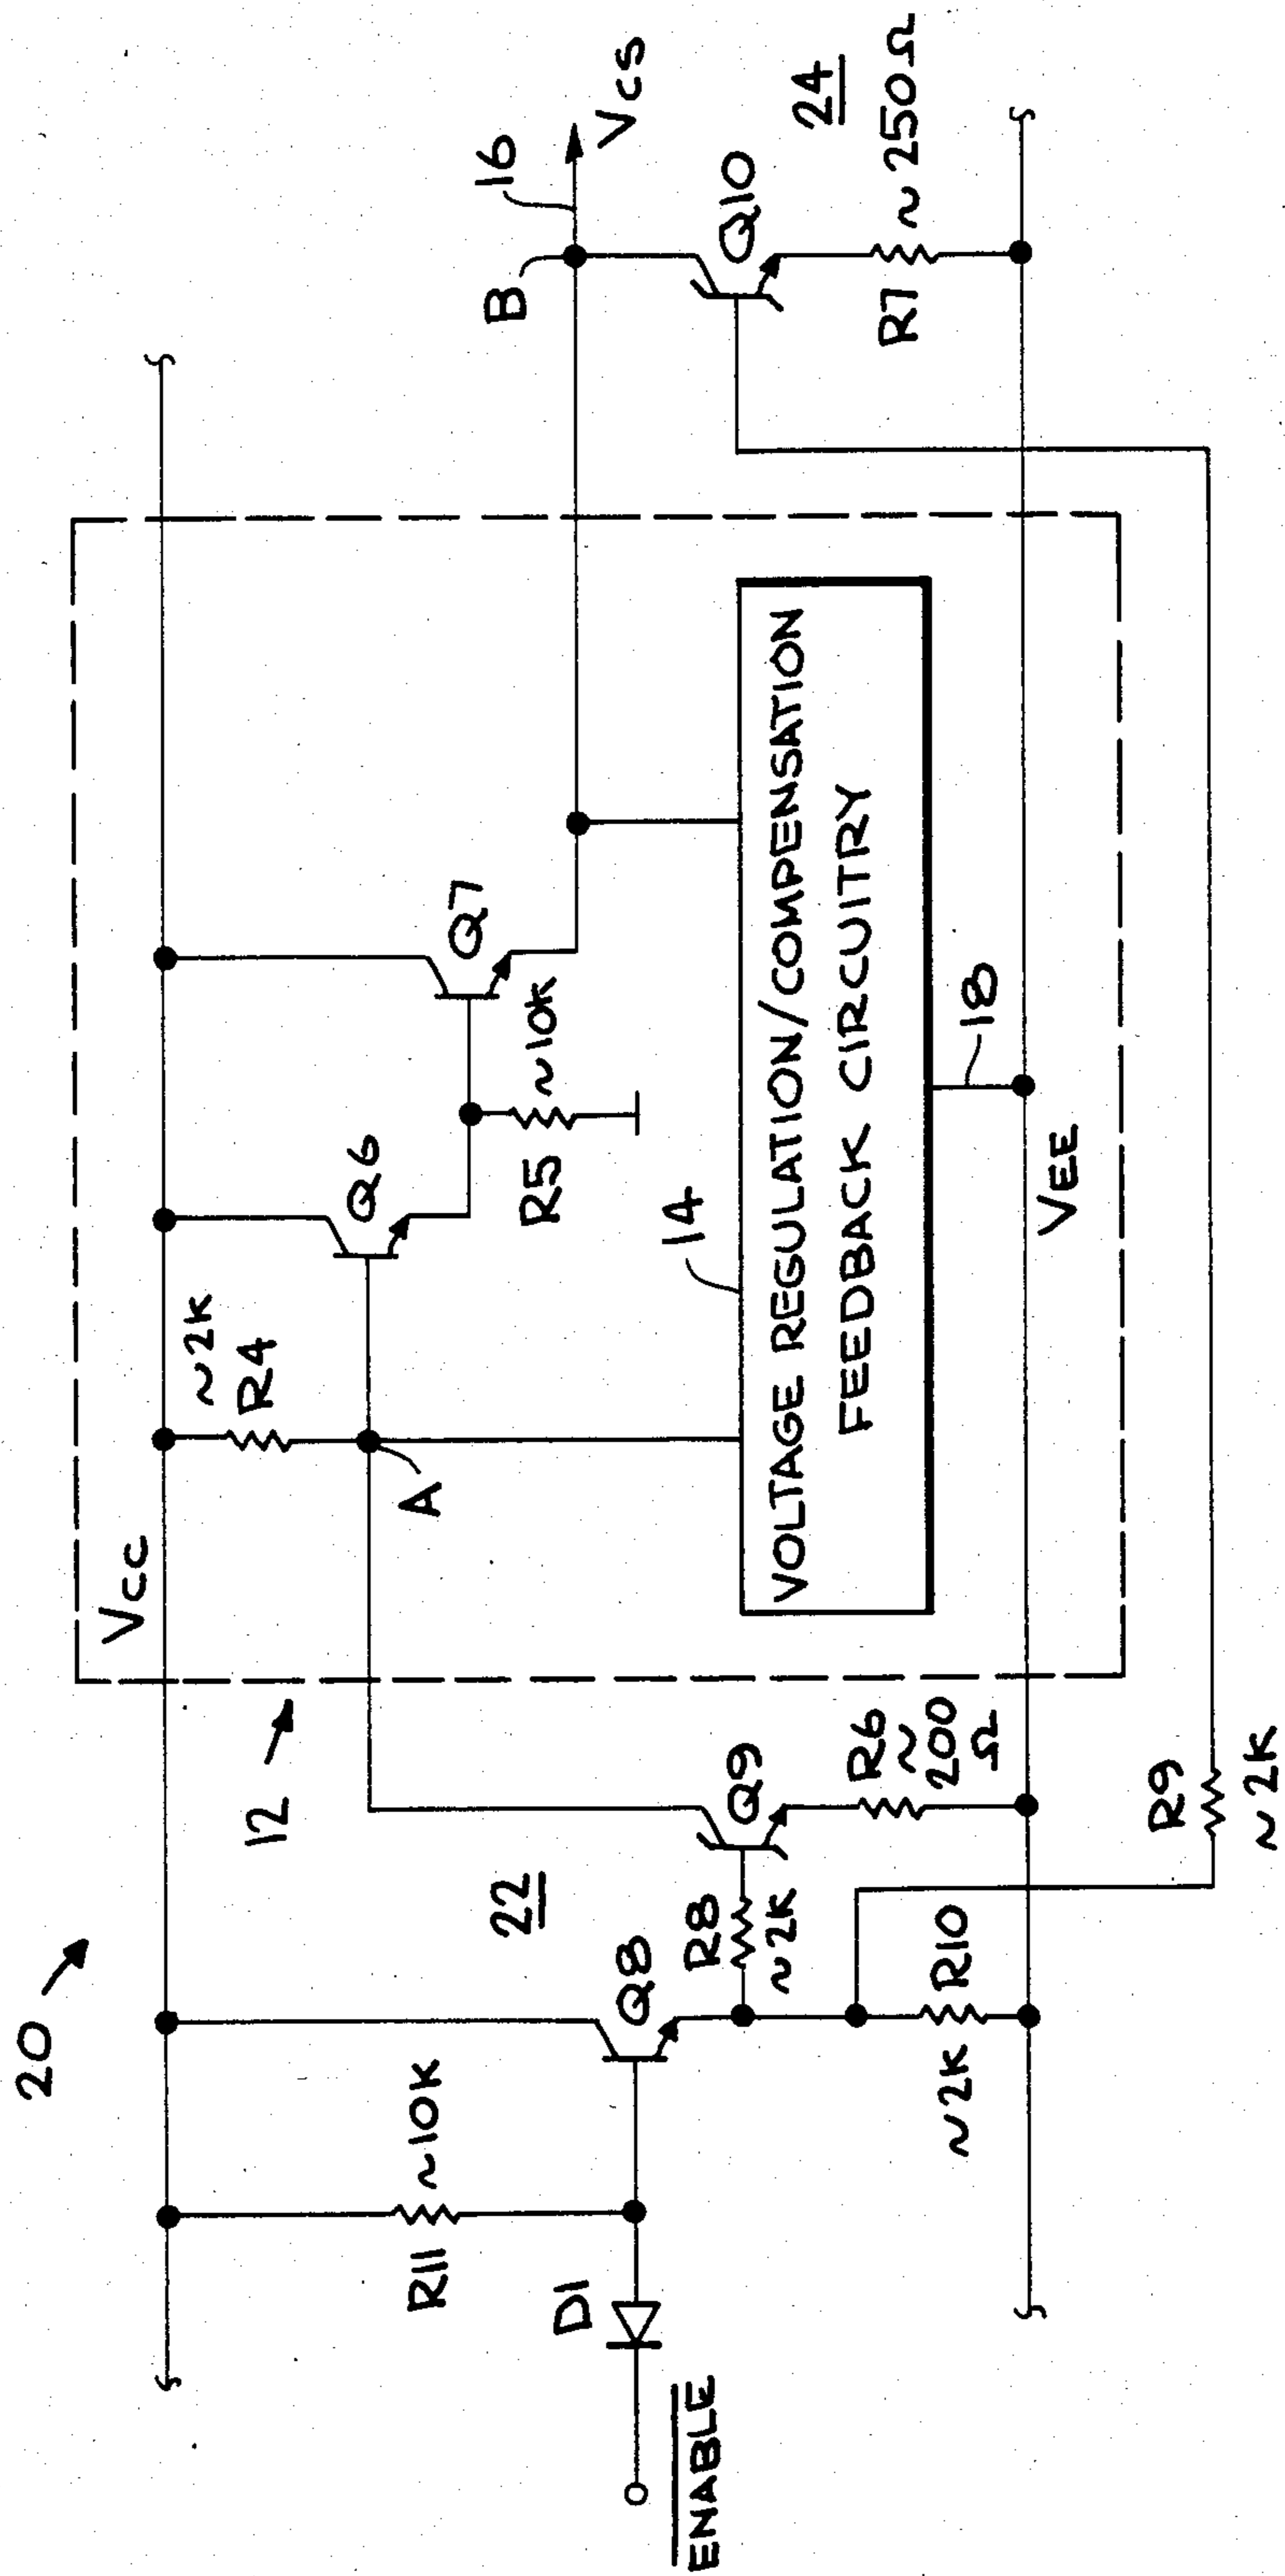 20
22
12
VCC
~2K
R4
Q6
Q7
A
R5
~10K
B
16
VCS
14
VOLTAGE REGULATION/COMPENSATION
FEEDBACK CIRCUITRY
18
VEE
Q10
24
R7
~250Ω
R11
~10K
D1
ENABLE
Q8
R8
~2K
Q9
R6
~200
Ω
R10
~2K
R9
~2K